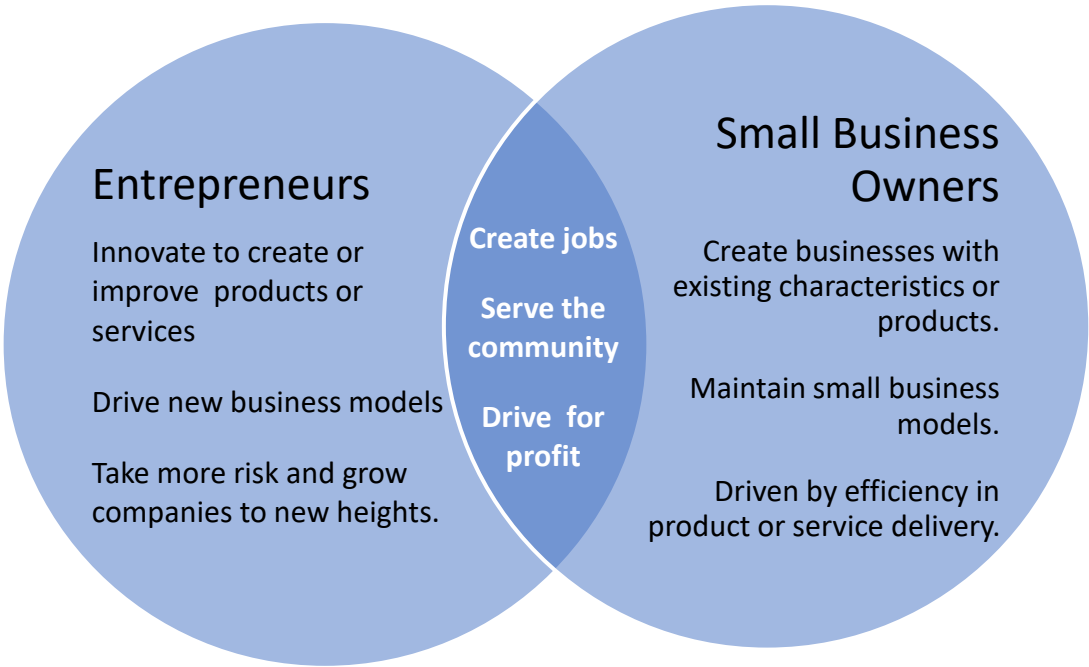 Entrepreneurs
Innovate to create or
improve  products or
services
Drive new business models
Take more risk and grow
companies to new heights.
Create jobs
Serve the
community
Drive  for
profit
Small Business
Owners
Create businesses with
existing characteristics or
products.
Maintain small business
models.
Driven by efficiency in
product or service delivery.